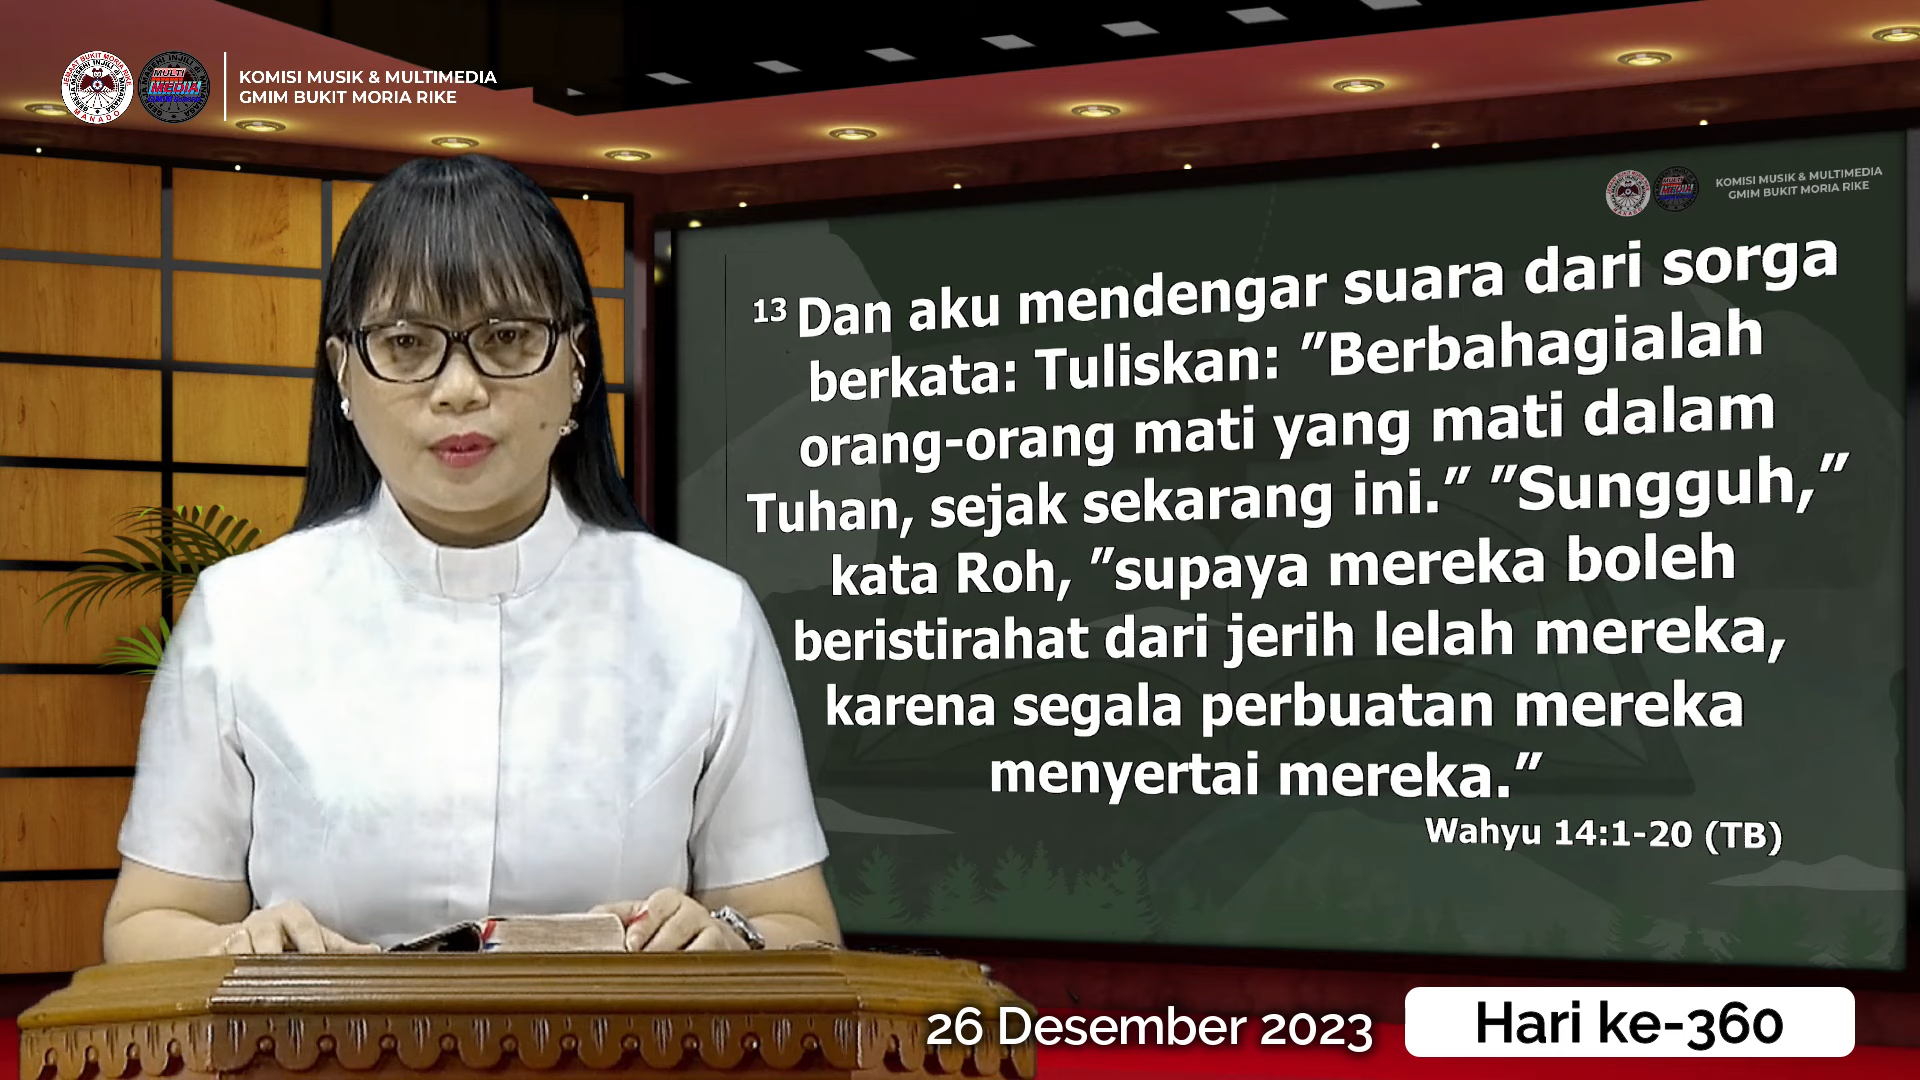 KOMISI MUSIK & MULTIMEDIA
GMIM BUKIT MORIA RIKE
MULTI
MEDIA
MANADO
KOMISI MUSIK & MULTIMEDIA
GMIM BUKIT MORIA RIKE
13 Dan aku mendengar suara dari sorga
berkata: Tuliskan: ”Berbahagialah
orang-orang mati yang mati dalam
Tuhan, sejak sekarang ini.” ”Sungguh,”
kata Roh, ”supaya mereka boleh
beristirahat dari jerih lelah mereka,
karena segala perbuatan mereka
menyertai mereka.”
Wahyu 14:1-20 (TB)
26 Desember 2023
Hari ke-360